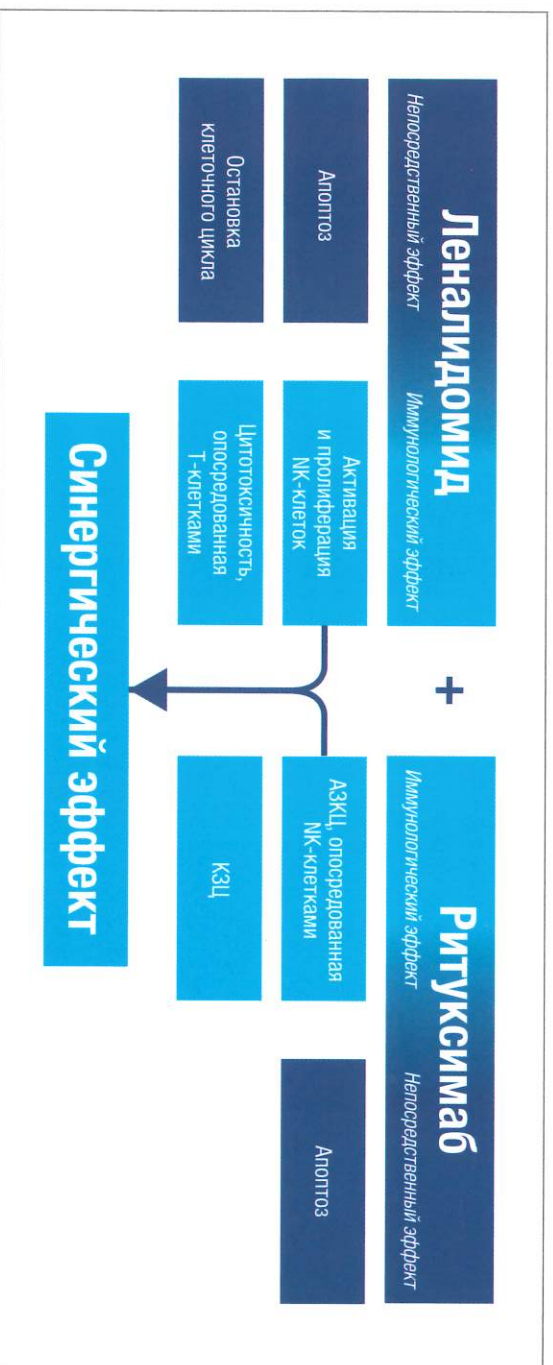 Леналидомид
Непосредственный эффект
Иммунологический эффект
+
Ритуксимаб
Иммунологический эффект
Непосредственный эффект
Апоптоз
Активация
и пролиферация
NK-клеток
АЗКЦ, опосредованная
NK-клетками
Апоптоз
Остановка
клеточного цикла
Цитотоксичность,
опосредованная
Т-клетками
КЗЦ
Синергический эффект